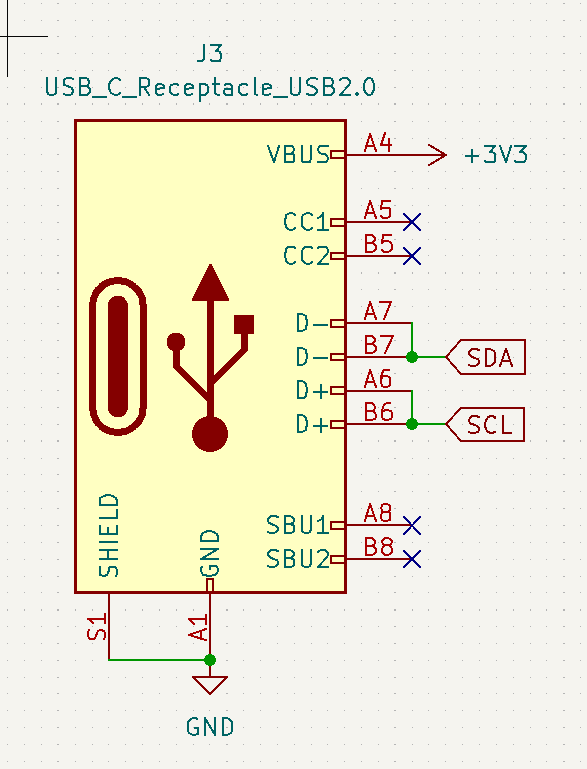 J3
USB_C_Receptacle_USB2.0
VBUS A4 +3V3
CC1 A5
CC2 B5
D- A7
D- B7 SDA
D+ A6
D+ B6 SCL
SBU1 A8
SBU2 B8
SHIELD
GND
S1
A1
GND